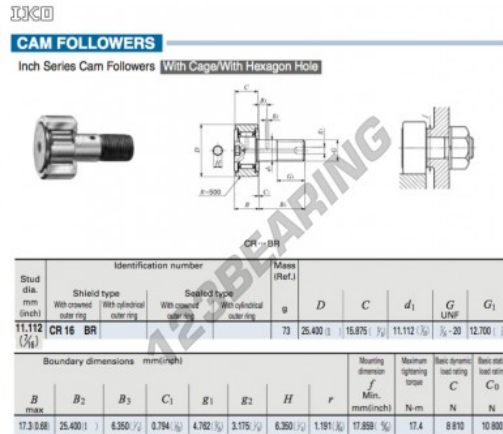 IKO
CAM FOLLOWERS
Inch Series Cam Followers With Cage/With Hexagon Hole
C
D
B
CR…BR
123BEARING
Stud dia. mm (inch)
Identification number
Mass (Ref.) g
Shield type
Sealed type
With crowned outer ring
With cylindrical outer ring
With crowned outer ring
With cylindrical outer ring
D C d1 G UNF G1
11.112 (7/16) CR 16 BR 73 25.400 (1) 15.875 11.112 - 20 12.700
Boundary dimensions mm(inch)
Mounting dimension f Min. mm(inch)
Maximum tightening torque N-m
Basic dynamic load rating C N
Basic static load rating C0 N
B max B2 B3 C1 g1 g2 H r
17.3 (0.68) 25.400 (1) 6.350 0.794 4.762 3.175 6.350 1.191 17.859 17.4 8 810